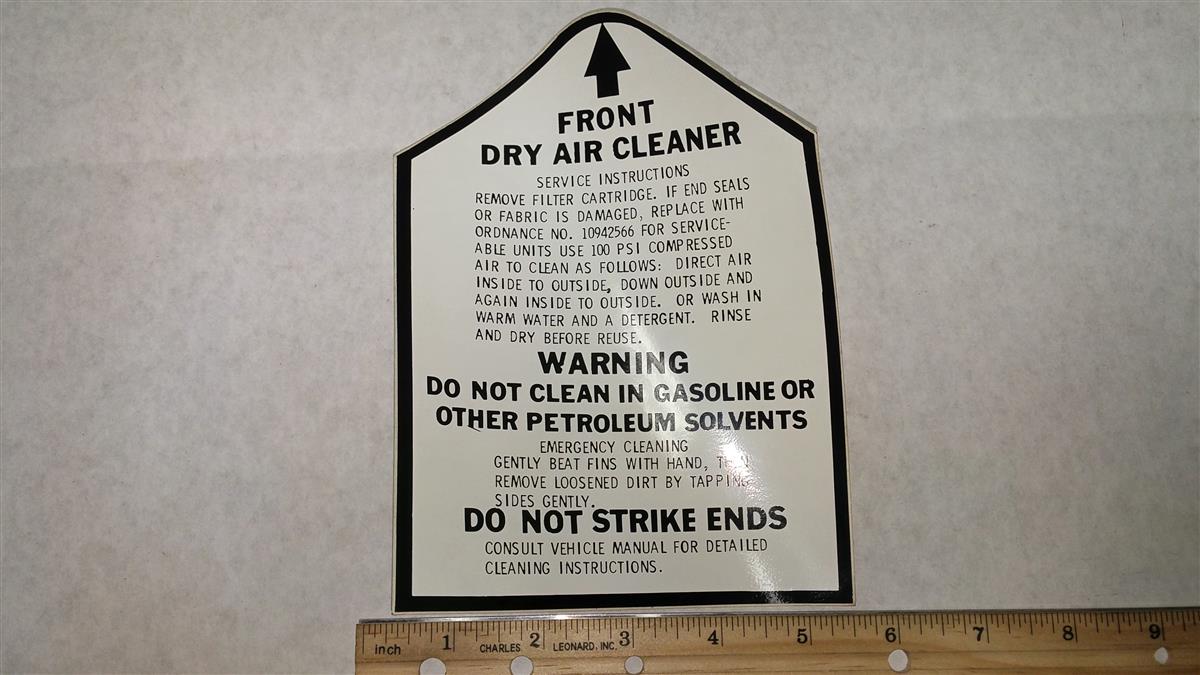 FRONT
DRY AIR CLEANER
SERVICE INSTRUCTIONS
REMOVE FILTER CARTRIDGE. IF END SEALS
OR FABRIC IS DAMAGED, REPLACE WITH
ORDNANCE NO. 10942566 FOR SERVICE-
ABLE UNITS USE 100 PSI COMPRESSED
AIR TO CLEAN AS FOLLOWS: DIRECT AIR
INSIDE TO OUTSIDE, DOWN OUTSIDE AND
AGAIN INSIDE TO OUTSIDE. OR WASH IN
WARM WATER AND A DETERGENT. RINSE
AND DRY BEFORE REUSE.
WARNING
DO NOT CLEAN IN GASOLINE OR
OTHER PETROLEUM SOLVENTS
EMERGENCY CLEANING
GENTLY BEAT FINS WITH HAND,
REMOVE LOOSENED DIRT BY TAPPING
SIDES GENTLY.
DO NOT STRIKE ENDS
CONSULT VEHICLE MANUAL FOR DETAILED
CLEANING INSTRUCTIONS.
inch 1 CHARLES 2 LEONARD, INC. 3 4 5 6 7 8 9